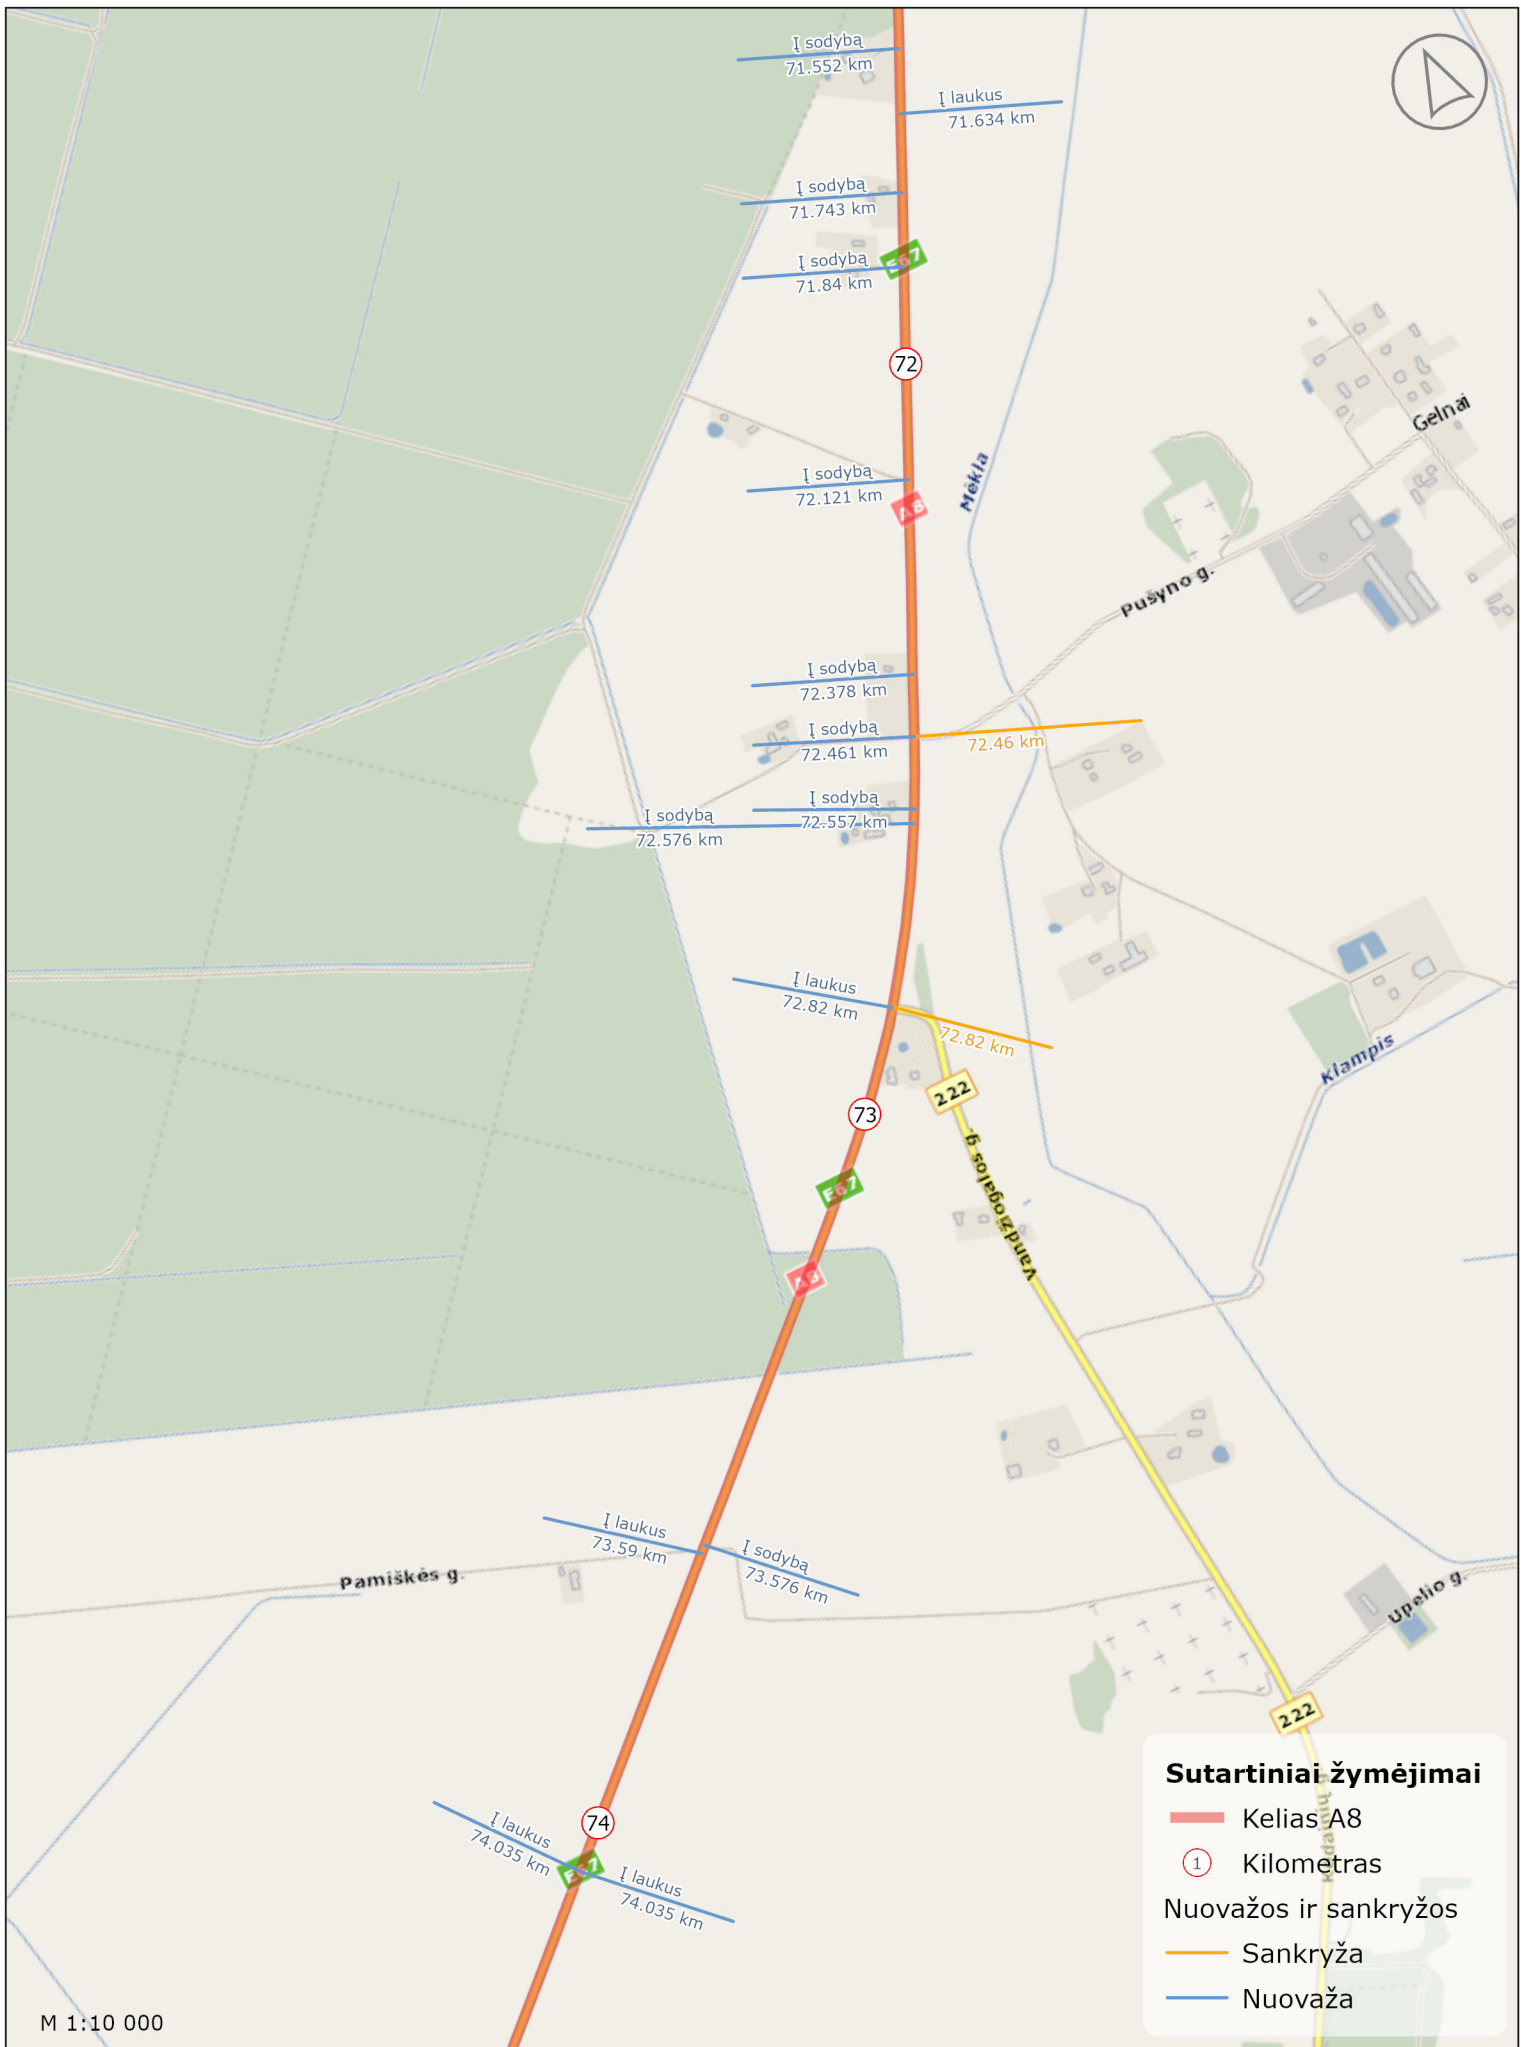 Į sodybą
71.552 km
Į laukus
71.634 km
Į sodybą
71.743 km
E67
Į sodybą
71.84 km
72
Gelnai
Mėkla
Į sodybą
72.121 km
A8
Pušyno g.
Į sodybą
72.378 km
Į sodybą
72.461 km
72.46 km
Į sodybą
72.557 km
Į sodybą
72.576 km
Į laukus
72.82 km
72.82 km
Klampis
222
73
E67
Vandžiogalos g.
A8
Į laukus
73.59 km
Į sodybą
73.576 km
Pamiškės g.
Upelio g.
222
74
Į laukus
74.035 km
E67
Į laukus
74.035 km
Sutartiniai žymėjimai
Kelias A8
1
Kilometras
Nuovažos ir sankryžos
Sankryža
Nuovaža
M 1:10 000